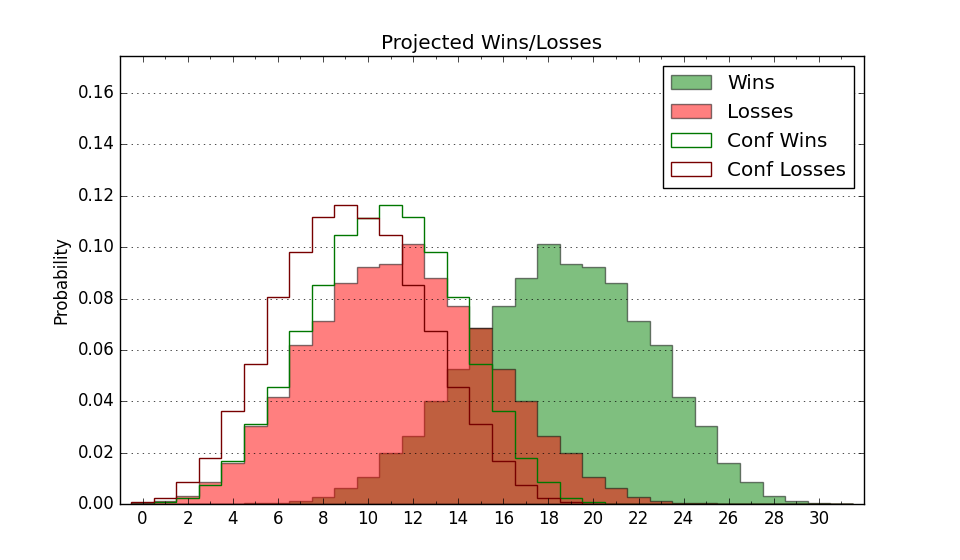 Projected Wins/Losses
0.16
0.14
0.12
0.10
0.08
0.06
0.04
0.02
0.00
Probability
Wins
Losses
Conf Wins
Conf Losses
0 2 4 6 8 10 12 14 16 18 20 22 24 26 28 30